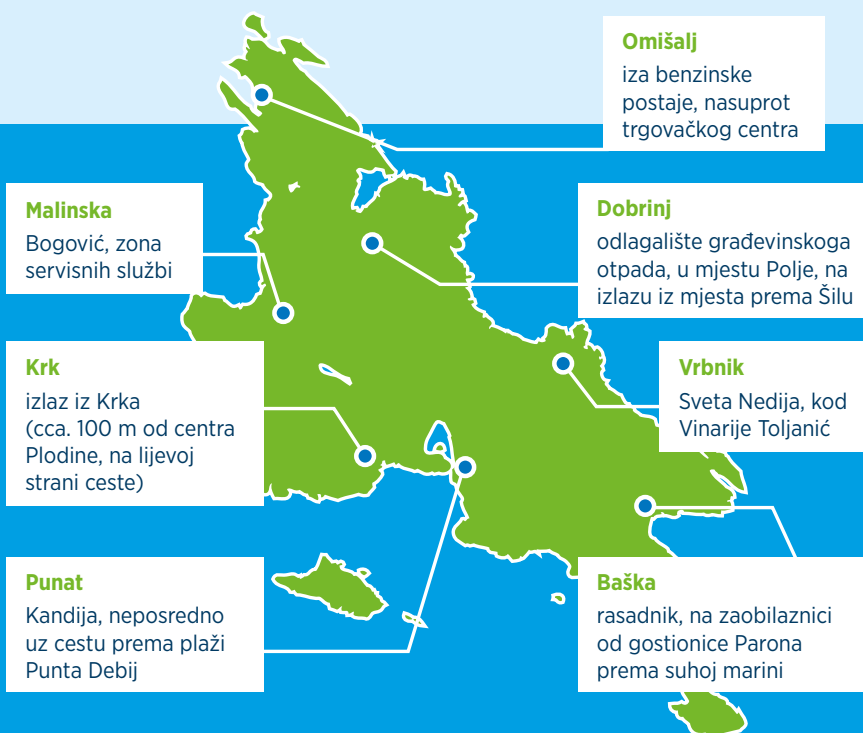 Omišalj
iza benzinske
postaje, nasuprot
trgovačkog centra
Malinska
Bogović, zona
servisnih službi
Dobrinj
odlagalište građevinskoga
otpada, u mjestu Polje, na
izlazu iz mjesta prema Šilu
Krk
izlaz iz Krka
(cca. 100 m od centra
Plodine, na lijevoj
strani ceste)
Vrbnik
Sveta Nedija, kod
Vinarije Toljanić
Punat
Kandija, neposredno
uz cestu prema plaži
Punta Debij
Baška
rasadnik, na zaobilaznici
od gostionice Parona
prema suhoj marini